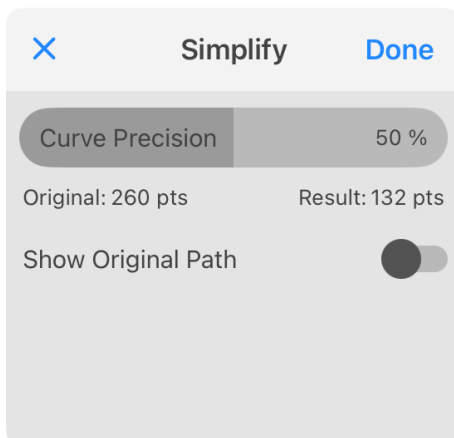 Simplify Done
Curve Precision 50 %
Original: 260 pts Result: 132 pts
Show Original Path